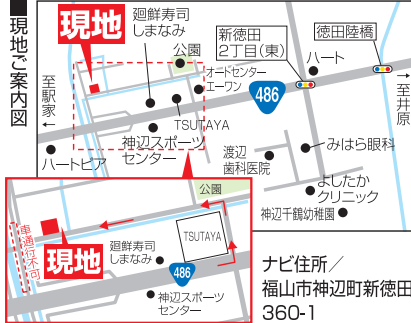 ■現地ご案内図
現地
廻鮮寿司
しまなみ
公園
新徳田
2丁目(東)
ハート
徳田陸橋
オードセンター
エーワン
486
至駅家
至井原
TSUTAYA
神辺スポーツ
センター
ハートピア
渡辺
歯科医院
みはら眼科
よしたか
クリニック
神辺千鶴幼稚園
公園
TSUTAYA
車通行不可
現地
廻鮮寿司
しまなみ
486
神辺スポーツ
センター
ナビ住所/
福山市神辺町新徳田
360-1